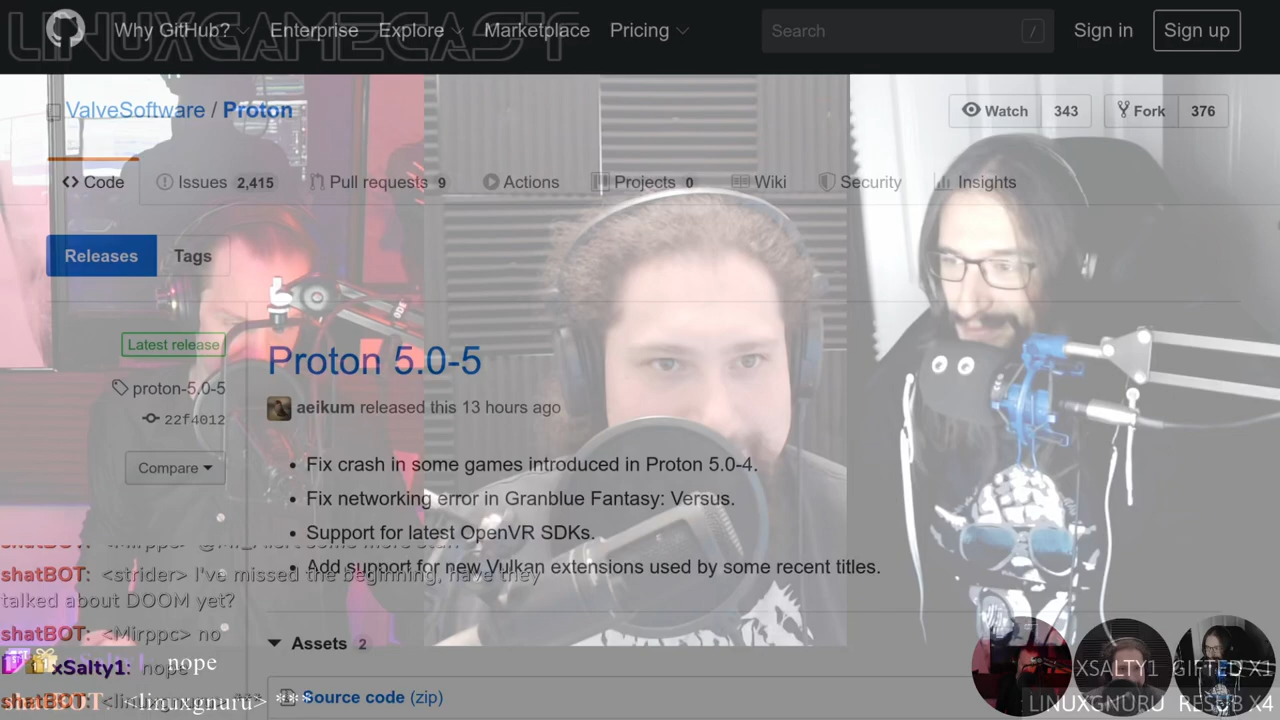 LINUXGAMECAST
Why GitHub? Enterprise Explore Marketplace Pricing Search / Sign in Sign up
ValveSoftware / Proton
Watch 343 Fork 376
Code Issues 2,415 Pull requests 9 Actions Projects 0 Wiki Security Insights
Releases Tags
Latest release
proton-5.0-5
22f4012
Compare
Proton 5.0-5
aeikum released this 13 hours ago
• Fix crash in some games introduced in Proton 5.0-4.
• Fix networking error in Granblue Fantasy: Versus.
• Support for latest OpenVR SDKs.
• Add support for new Vulkan extensions used by some recent titles.
Assets 2
Source code (zip)
shatBOT: <Mirppc>
shatBOT: <strider> I've missed the beginning, have they
talked about DOOM yet?
shatBOT: <Mirppc> no
xSalty1: nope
nope
shatBOT: <linuxgnuru>
XSALTY1 GIFTED X1
LINUXGNURU RESUB X4